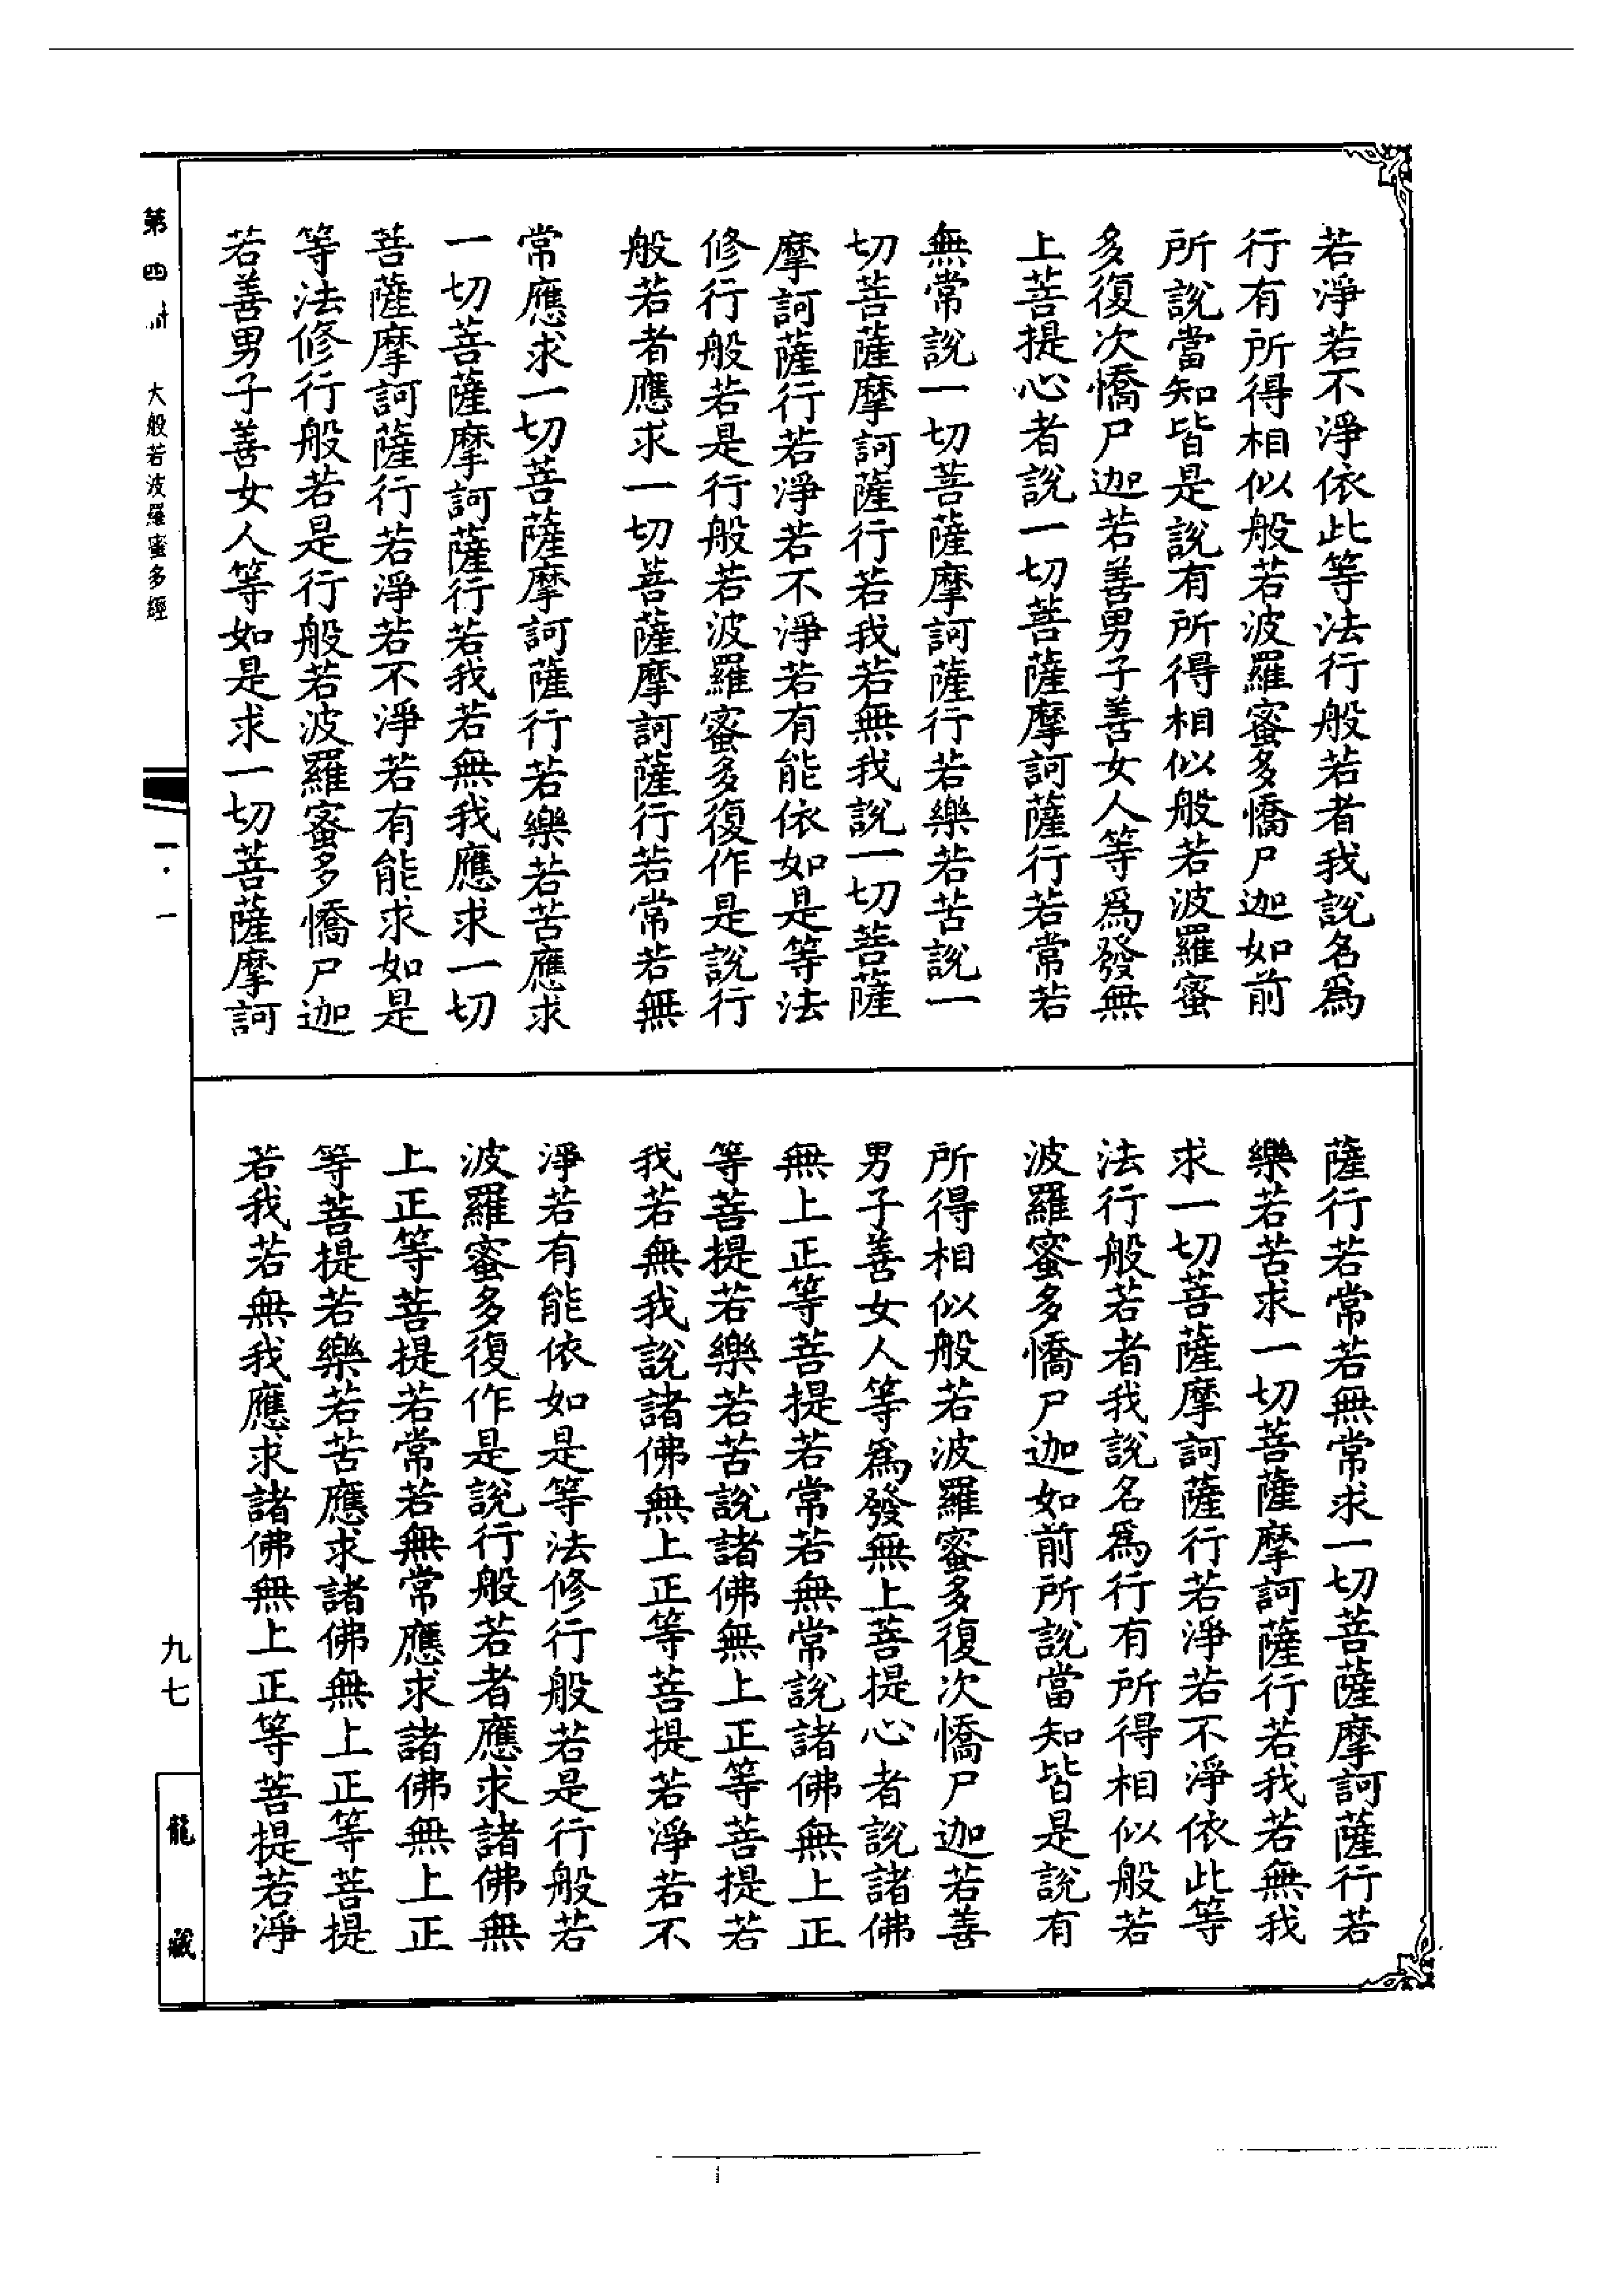 若淨若不淨依此等法行般若者我説名爲
行有所得相似般若波羅蜜多憍尸迦如前
所説當知皆是説有所得相似般若波羅蜜
多復次憍尸迦若善男子善女人等爲發無
上菩提心者説一切菩薩摩訶薩行若常若
無常説一切菩薩摩訶薩行若樂若苦説一
切菩薩摩訶薩行若我若無我説一切菩薩
摩訶薩行若淨若不淨若有能依如是等法
修行般若是行般若波羅蜜多復作是説行
般若者應求一切菩薩摩訶薩行若常若無
常應求一切菩薩摩訶薩行若樂若苦應求
一切菩薩摩訶薩行若我若無我應求一切
菩薩摩訶薩行若淨若不淨若有能求如是
等法修行般若是行般若波羅蜜多憍尸迦
若善男子善女人等如是求一切菩薩摩訶
薩行若常若無常求一切菩薩摩訶薩行若
樂若苦求一切菩薩摩訶薩行若我若無我
求一切菩薩摩訶薩行若淨若不淨依此等
法行般若者我説名爲行有所得相似般若
波羅蜜多憍尸迦如前所説當知皆是説有
所得相似般若波羅蜜多復次憍尸迦若善
男子善女人等爲發無上菩提心者説諸佛
無上正等菩提若常若無常説諸佛無上正
等菩提若樂若苦説諸佛無上正等菩提若
我若無我説諸佛無上正等菩提若淨若不
淨若有能依如是等法修行般若是行般若
波羅蜜多復作是説行般若者應求諸佛無
上正等菩提若常若無常應求諸佛無上正
等菩提若樂若苦應求諸佛無上正等菩提
若我若無我應求諸佛無上正等菩提若淨
第四
大般若波羅蜜多經
九七
龍藏